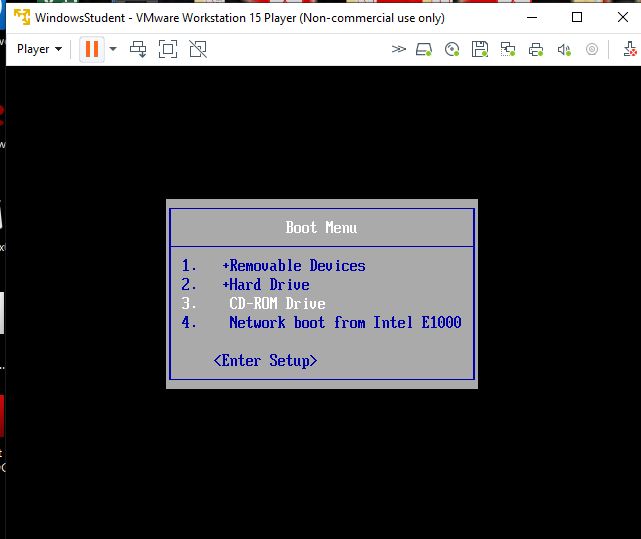 WindowsStudent - VMware Workstation 15 Player (Non-commercial use only)
Player
Boot Menu
1. +Removable Devices
2. +Hard Drive
3. CD-ROM Drive
4. Network boot from Intel E1000
<Enter Setup>